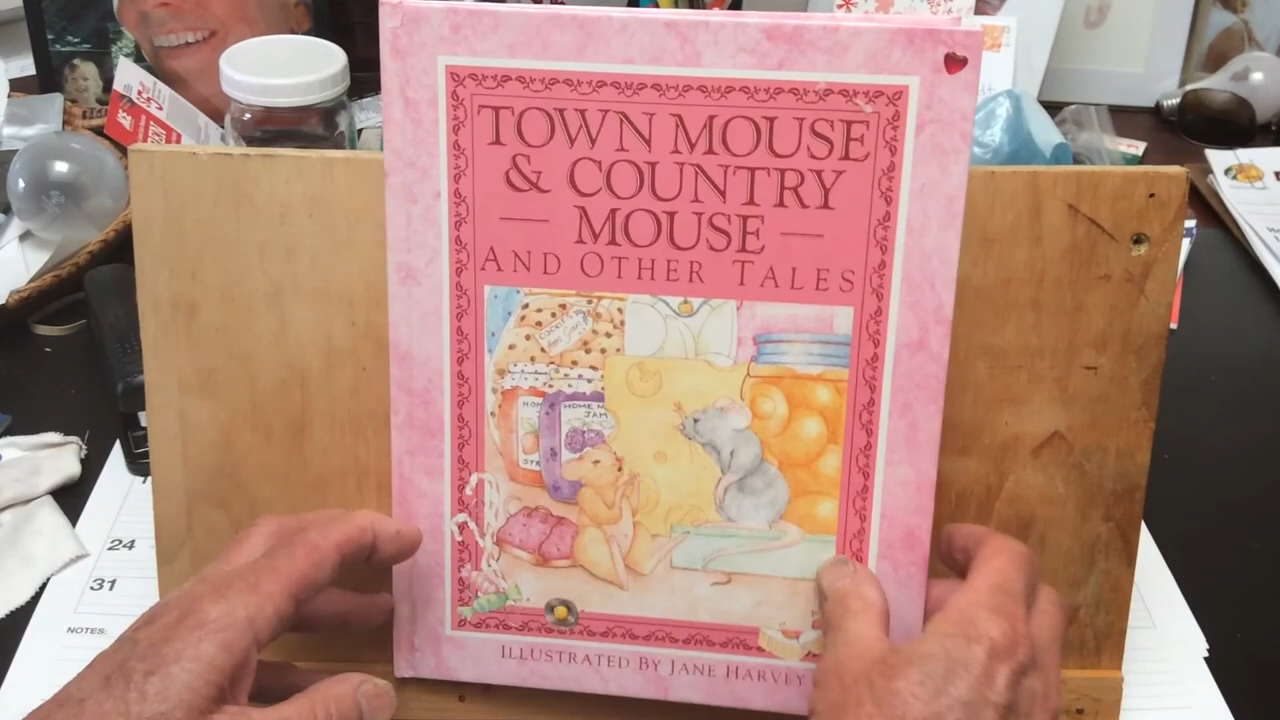 TOWN MOUSE
& COUNTRY
MOUSE
AND OTHER TALES
HOME M
JAM
ILLUSTRATED BY JANE HARVEY
24
31
NOTES: